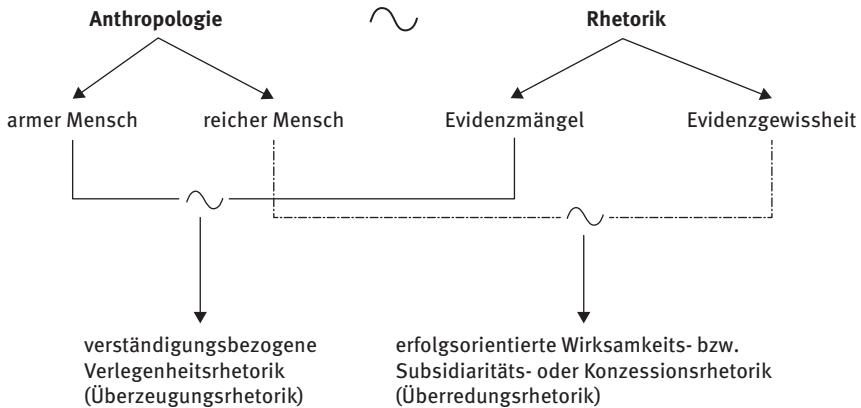 Anthropologie Rhetorik
armer Mensch reicher Mensch Evidenzmängel Evidenzgewissheit
verständigungsbezogene
Verlegenheitsrhetorik
(Überzeugungsrhetorik)
erfolgsorientierte Wirksamkeits- bzw.
Subsidiaritäts- oder Konzessionsrhetorik
(Überredungsrhetorik)